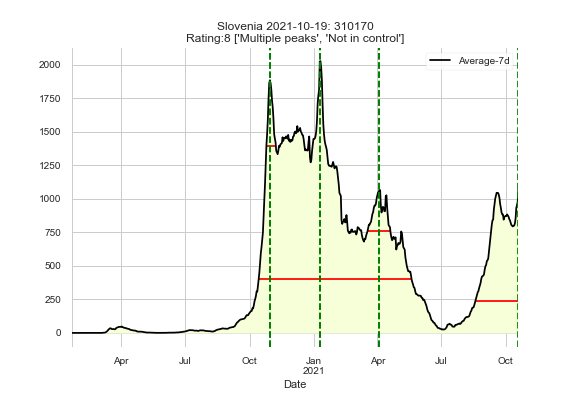 Slovenia 2021-10-19: 310170
Rating:8 ['Multiple peaks', 'Not in control']
Average-7d
2000
1750
1500
1250
1000
750
500
250
0
Apr
Jul
Oct
Jan
2021
Apr
Jul
Oct
Date